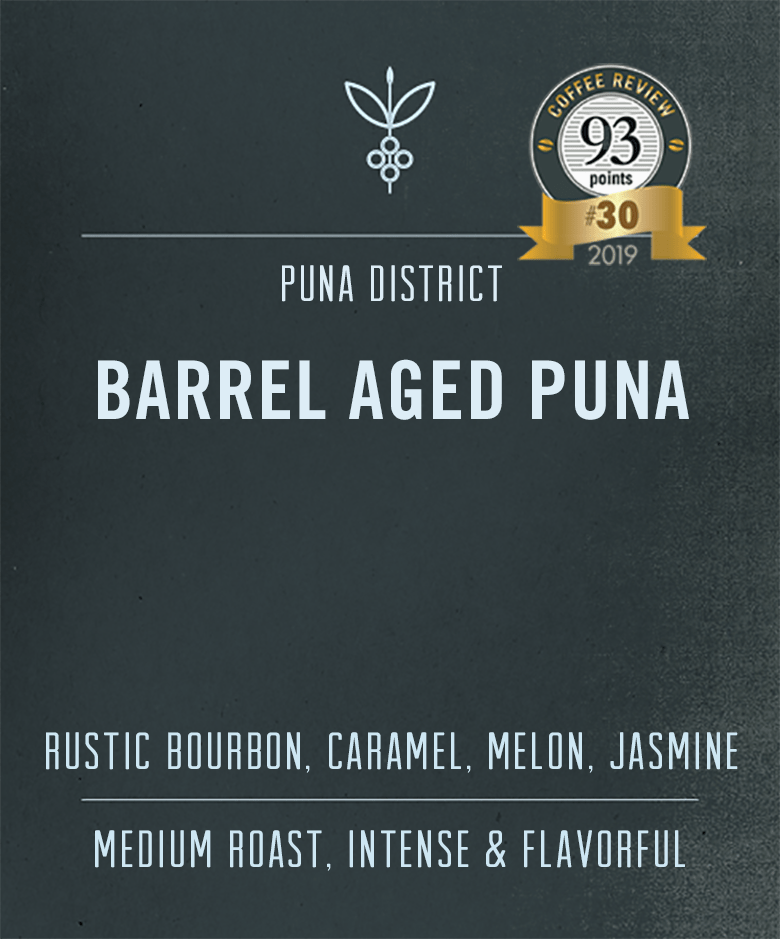 COFFEE REVIEW
93
points
#30
2019
PUNA DISTRICT
BARREL AGED PUNA
RUSTIC BOURBON, CARAMEL, MELON, JASMINE
MEDIUM ROAST, INTENSE & FLAVORFUL